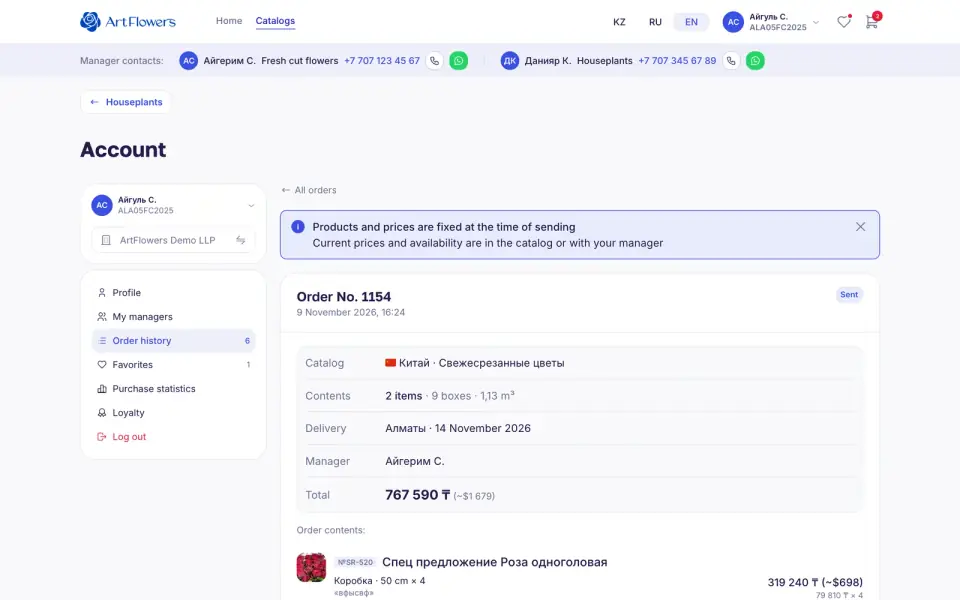 ArtFlowers
Home
Catalogs
KZ
RU
EN
АС
Айгуль С.
ALA05FC2025
2
Manager contacts:
АС
Айгерим С.
Fresh cut flowers
+7 707 123 45 67
ДК
Данияр К.
Houseplants
+7 707 345 67 89
← Houseplants
Account
АС
Айгуль С.
ALA05FC2025
ArtFlowers Demo LLP
Profile
My managers
Order history 6
Favorites 1
Purchase statistics
Loyalty
Log out
← All orders
Products and prices are fixed at the time of sending
Current prices and availability are in the catalog or with your manager
Order No. 1154
Sent
9 November 2026, 16:24
Catalog Китай · Свежесрезанные цветы
Contents 2 items · 9 boxes · 1,13 m³
Delivery Алматы · 14 November 2026
Manager Айгерим С.
Total 767 590 ₸ (~$1 679)
Order contents:
№SR-520 Спец предложение Роза одноголовая
Коробка · 50 cm × 4
319 240 ₸ (~$698)
«вфысвф»
79 810 ₸ × 4